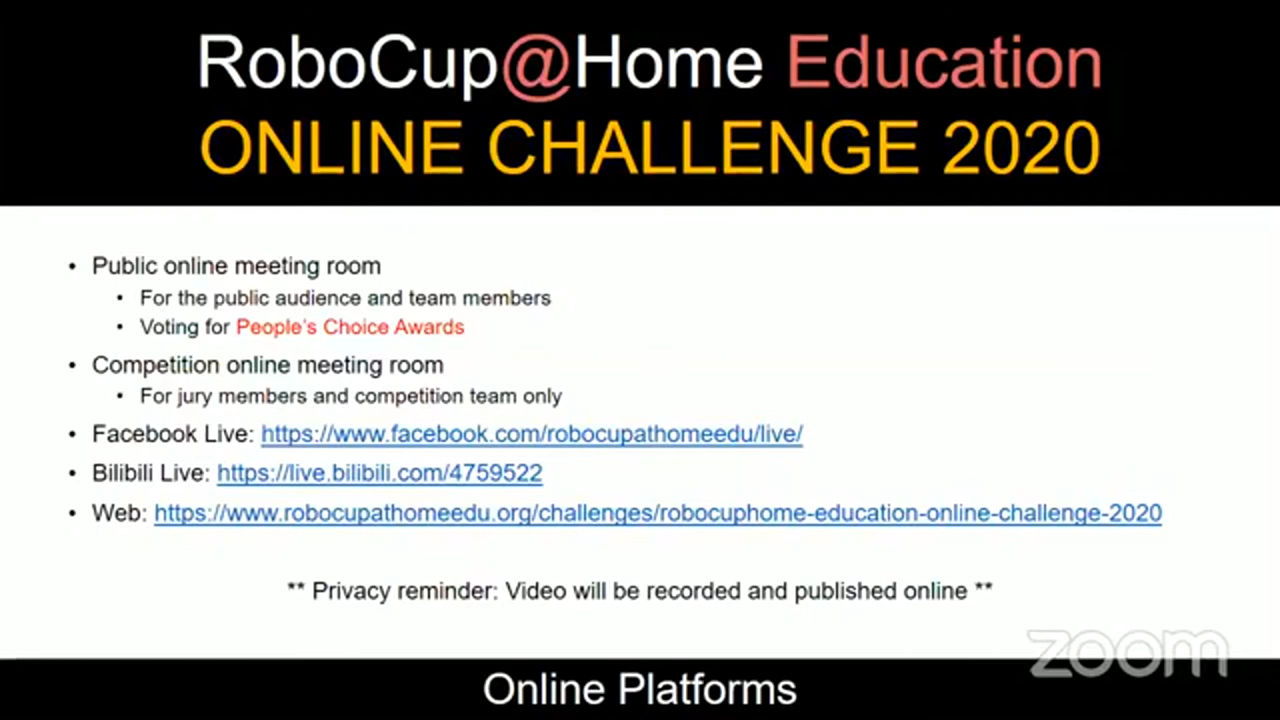 RoboCup@Home Education
ONLINE CHALLENGE 2020
• Public online meeting room
• For the public audience and team members
• Voting for People's Choice Awards
• Competition online meeting room
• For jury members and competition team only
• Facebook Live: https://www.facebook.com/robocupathomeedu/live/
• Bilibili Live: https://live.bilibili.com/4759522
• Web: https://www.robocupathomeedu.org/challenges/robocuphome-education-online-challenge-2020
** Privacy reminder: Video will be recorded and published online **
zoom
Online Platforms